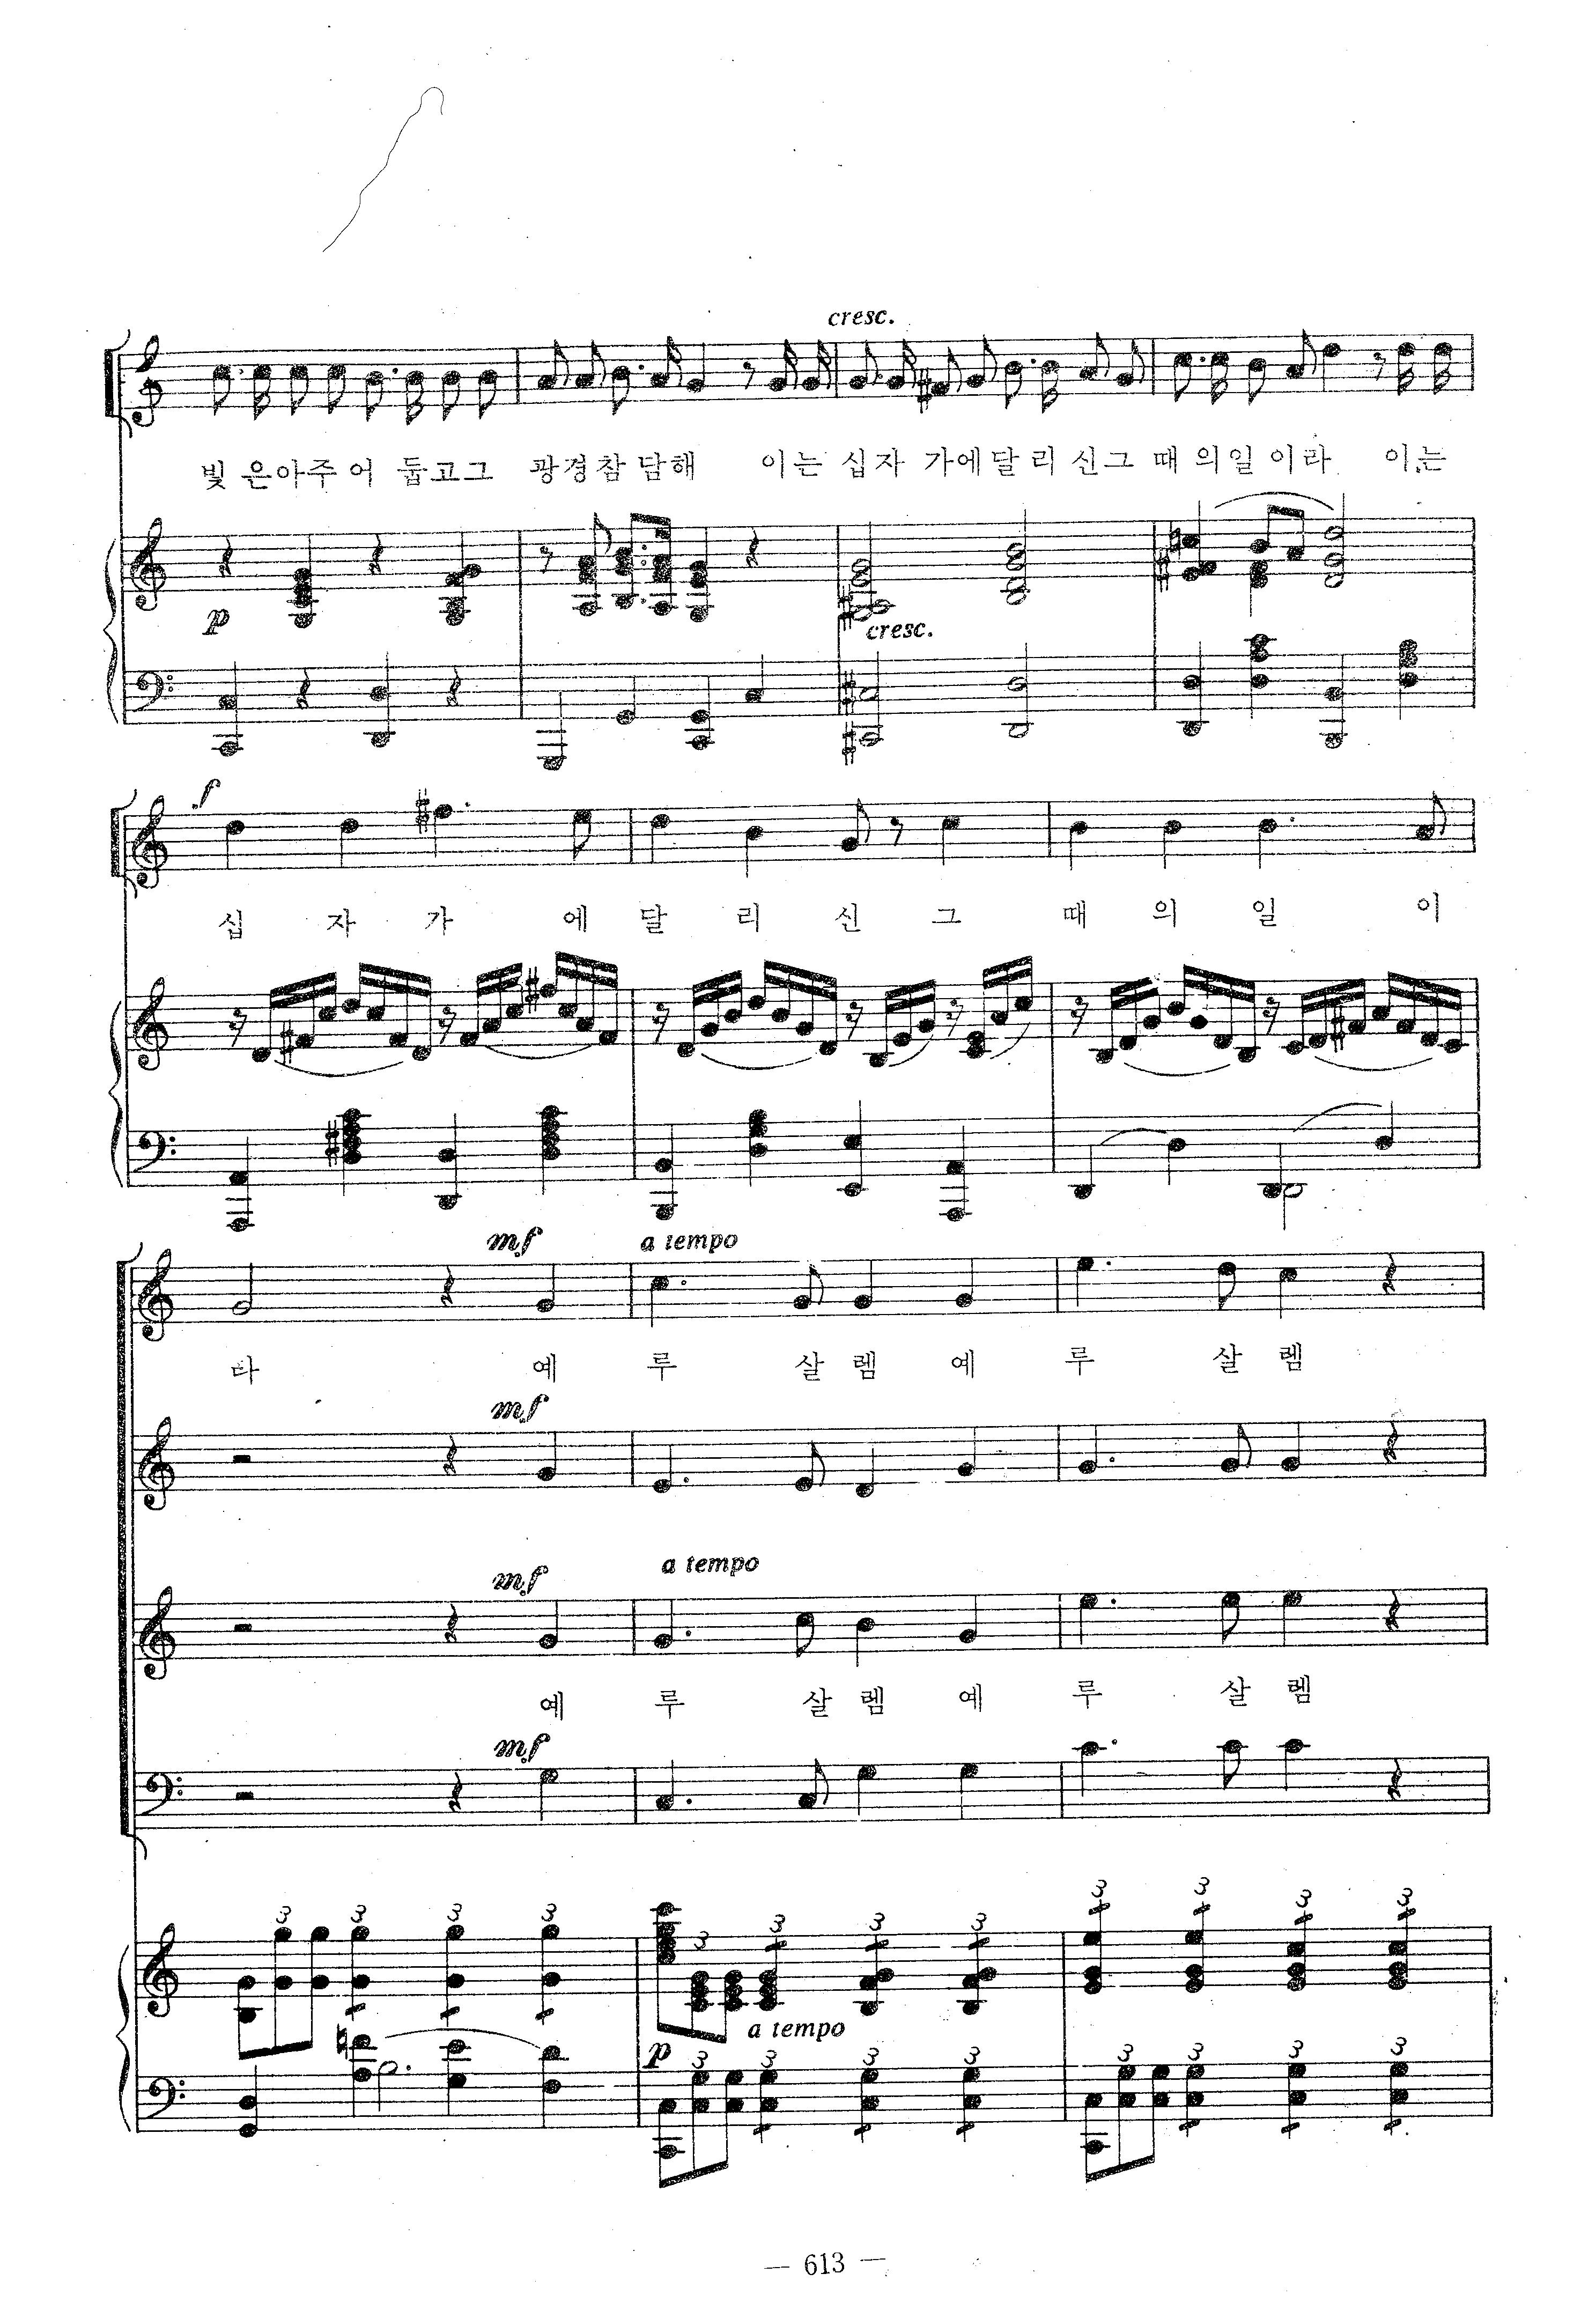 cresc.
빛 은아주 어 둡고그 광경참 담해 이는 십자 가에달 리 신그 때 의일 이라 이는
p
cresc.
f
십 자 가 에 달 리 신 그 때 의 일 이
mf a tempo
라 예 루 살 렘 예 루 살 렘
mf
mf a tempo
예 루 살 렘 예 루 살 렘
mf
3 3 3 3 3 3 3 3 3 3 3 3
p a tempo
3 3 3 3 3 3 3 3
— 613 —